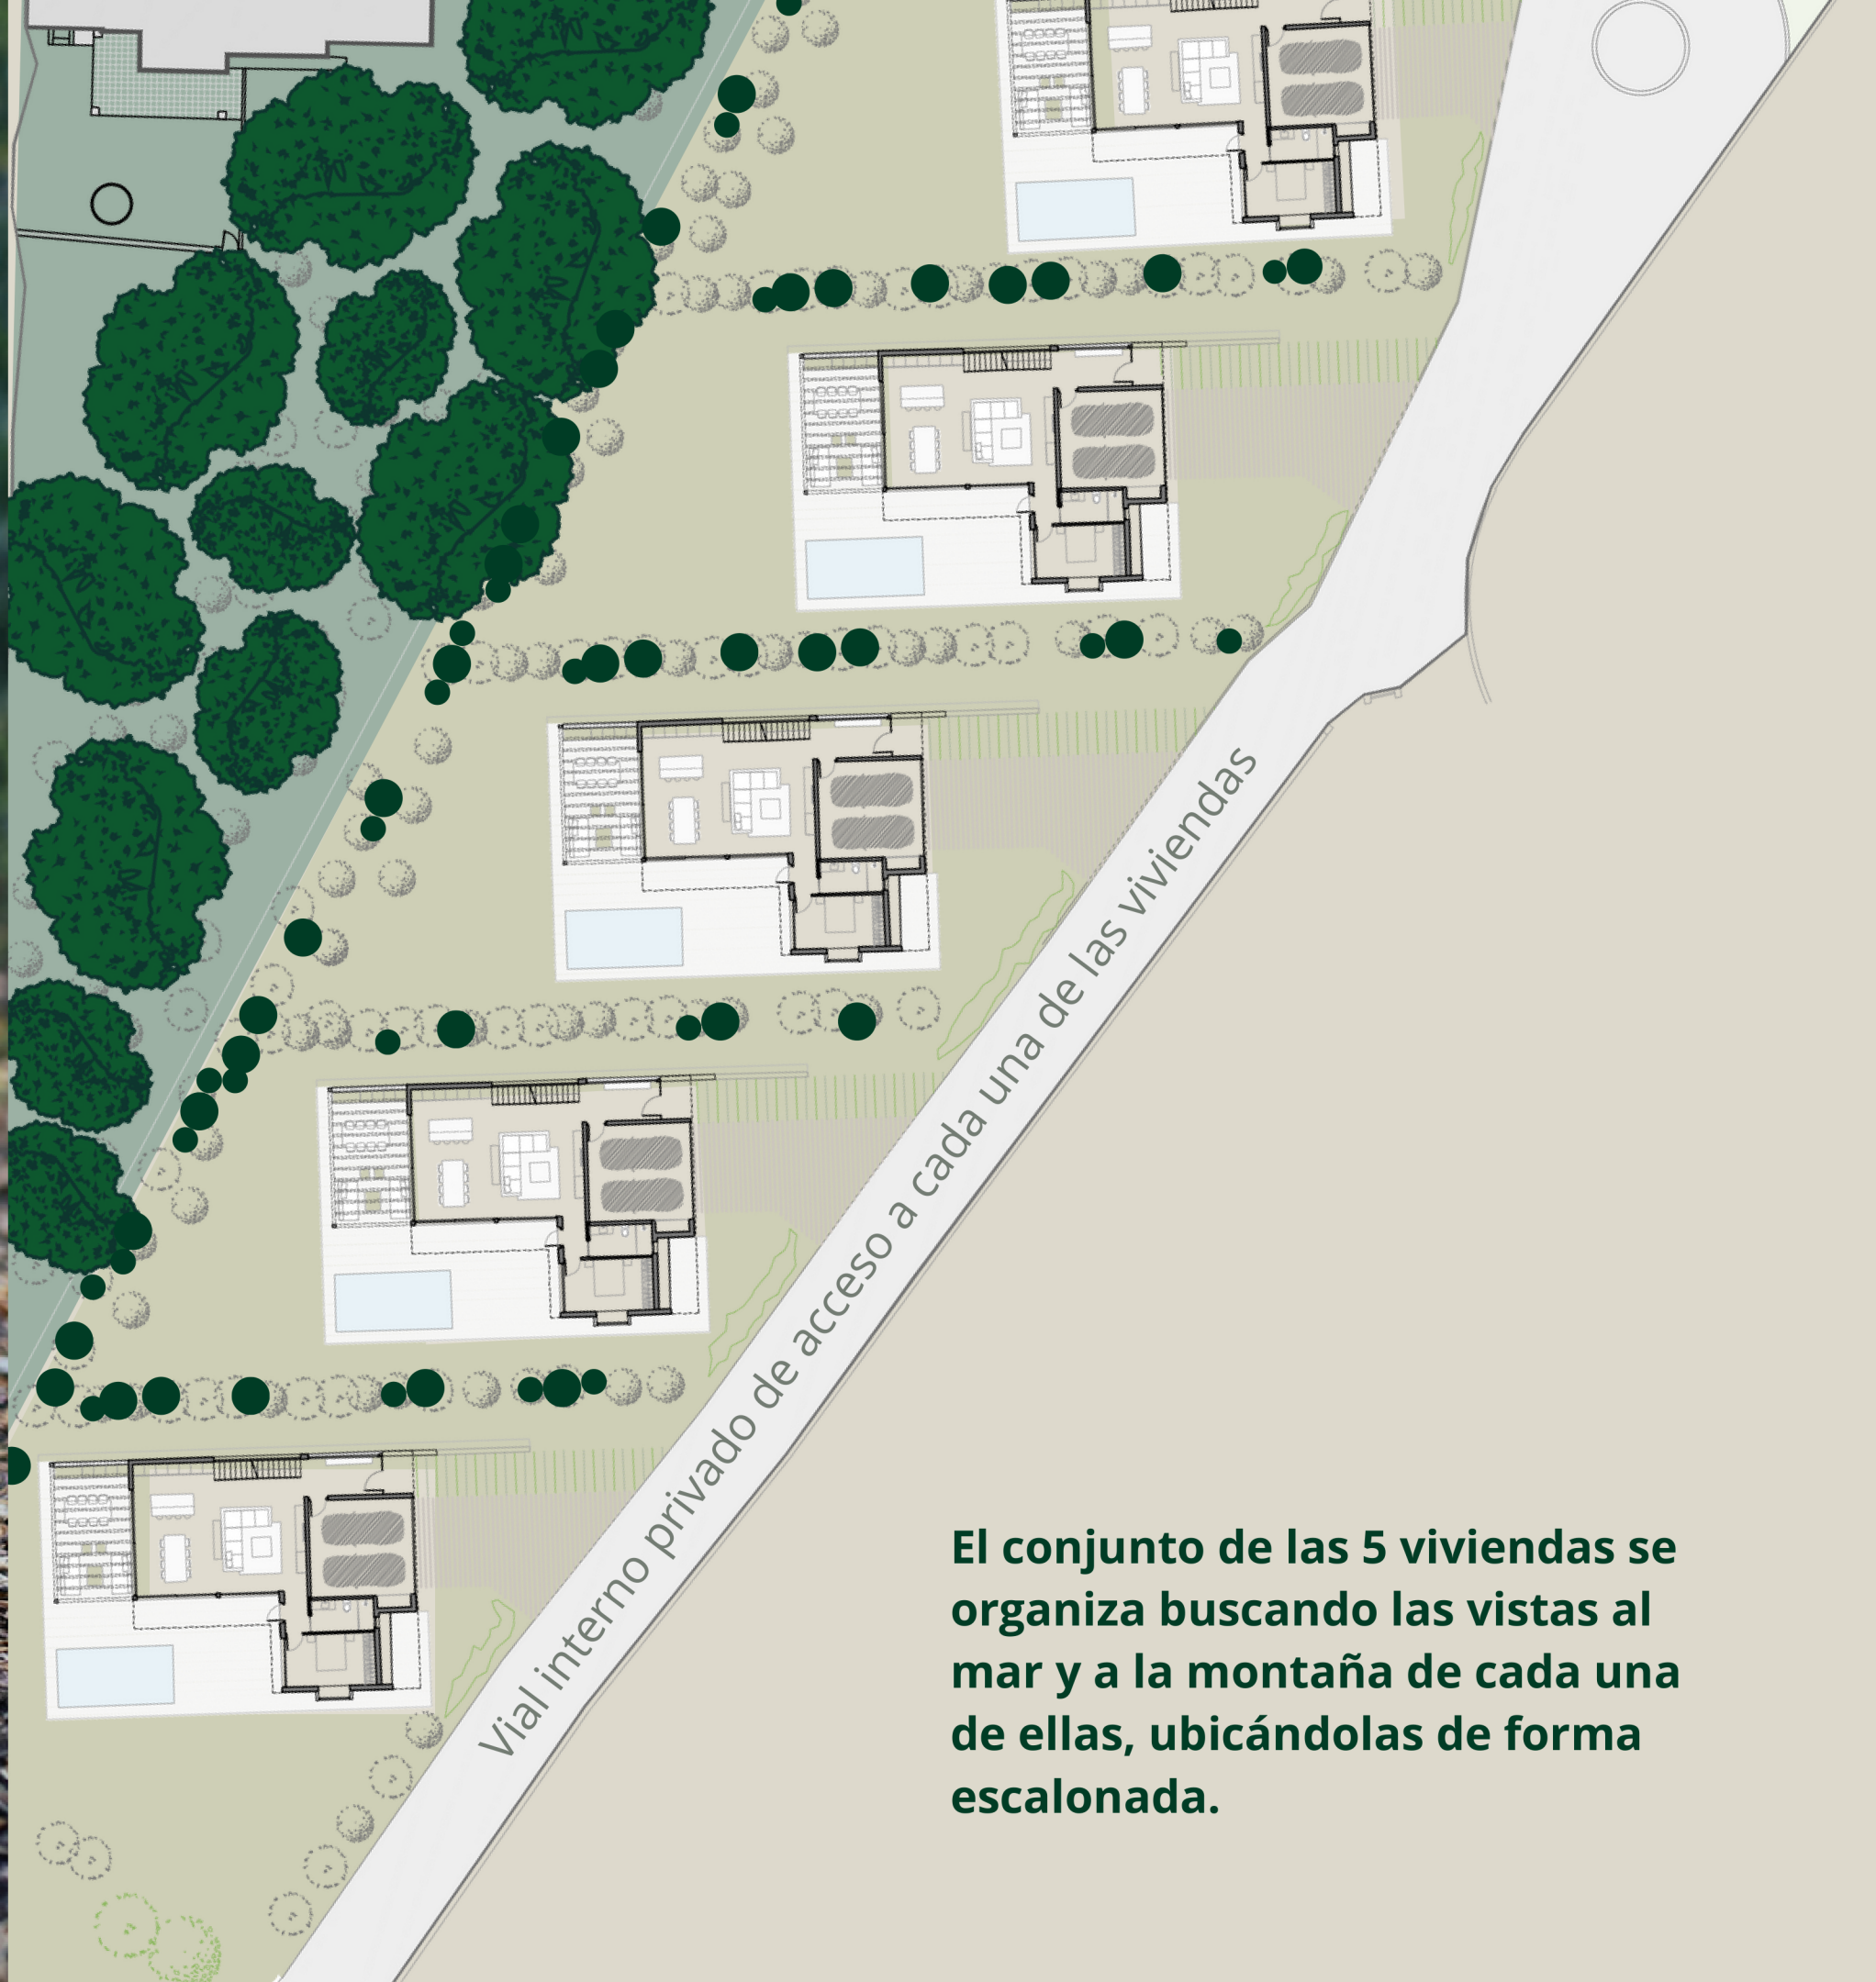 Vial interno privado de acceso a cada una de las viviendas
El conjunto de las 5 viviendas se
organiza buscando las vistas al
mar y a la montaña de cada una
de ellas, ubicándolas de forma
escalonada.